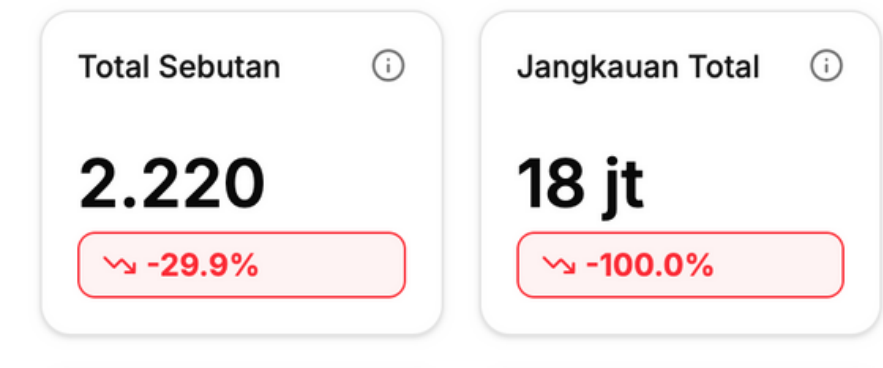 Total Sebutan
2.220
-29.9%
Jangkauan Total
18 jt
-100.0%